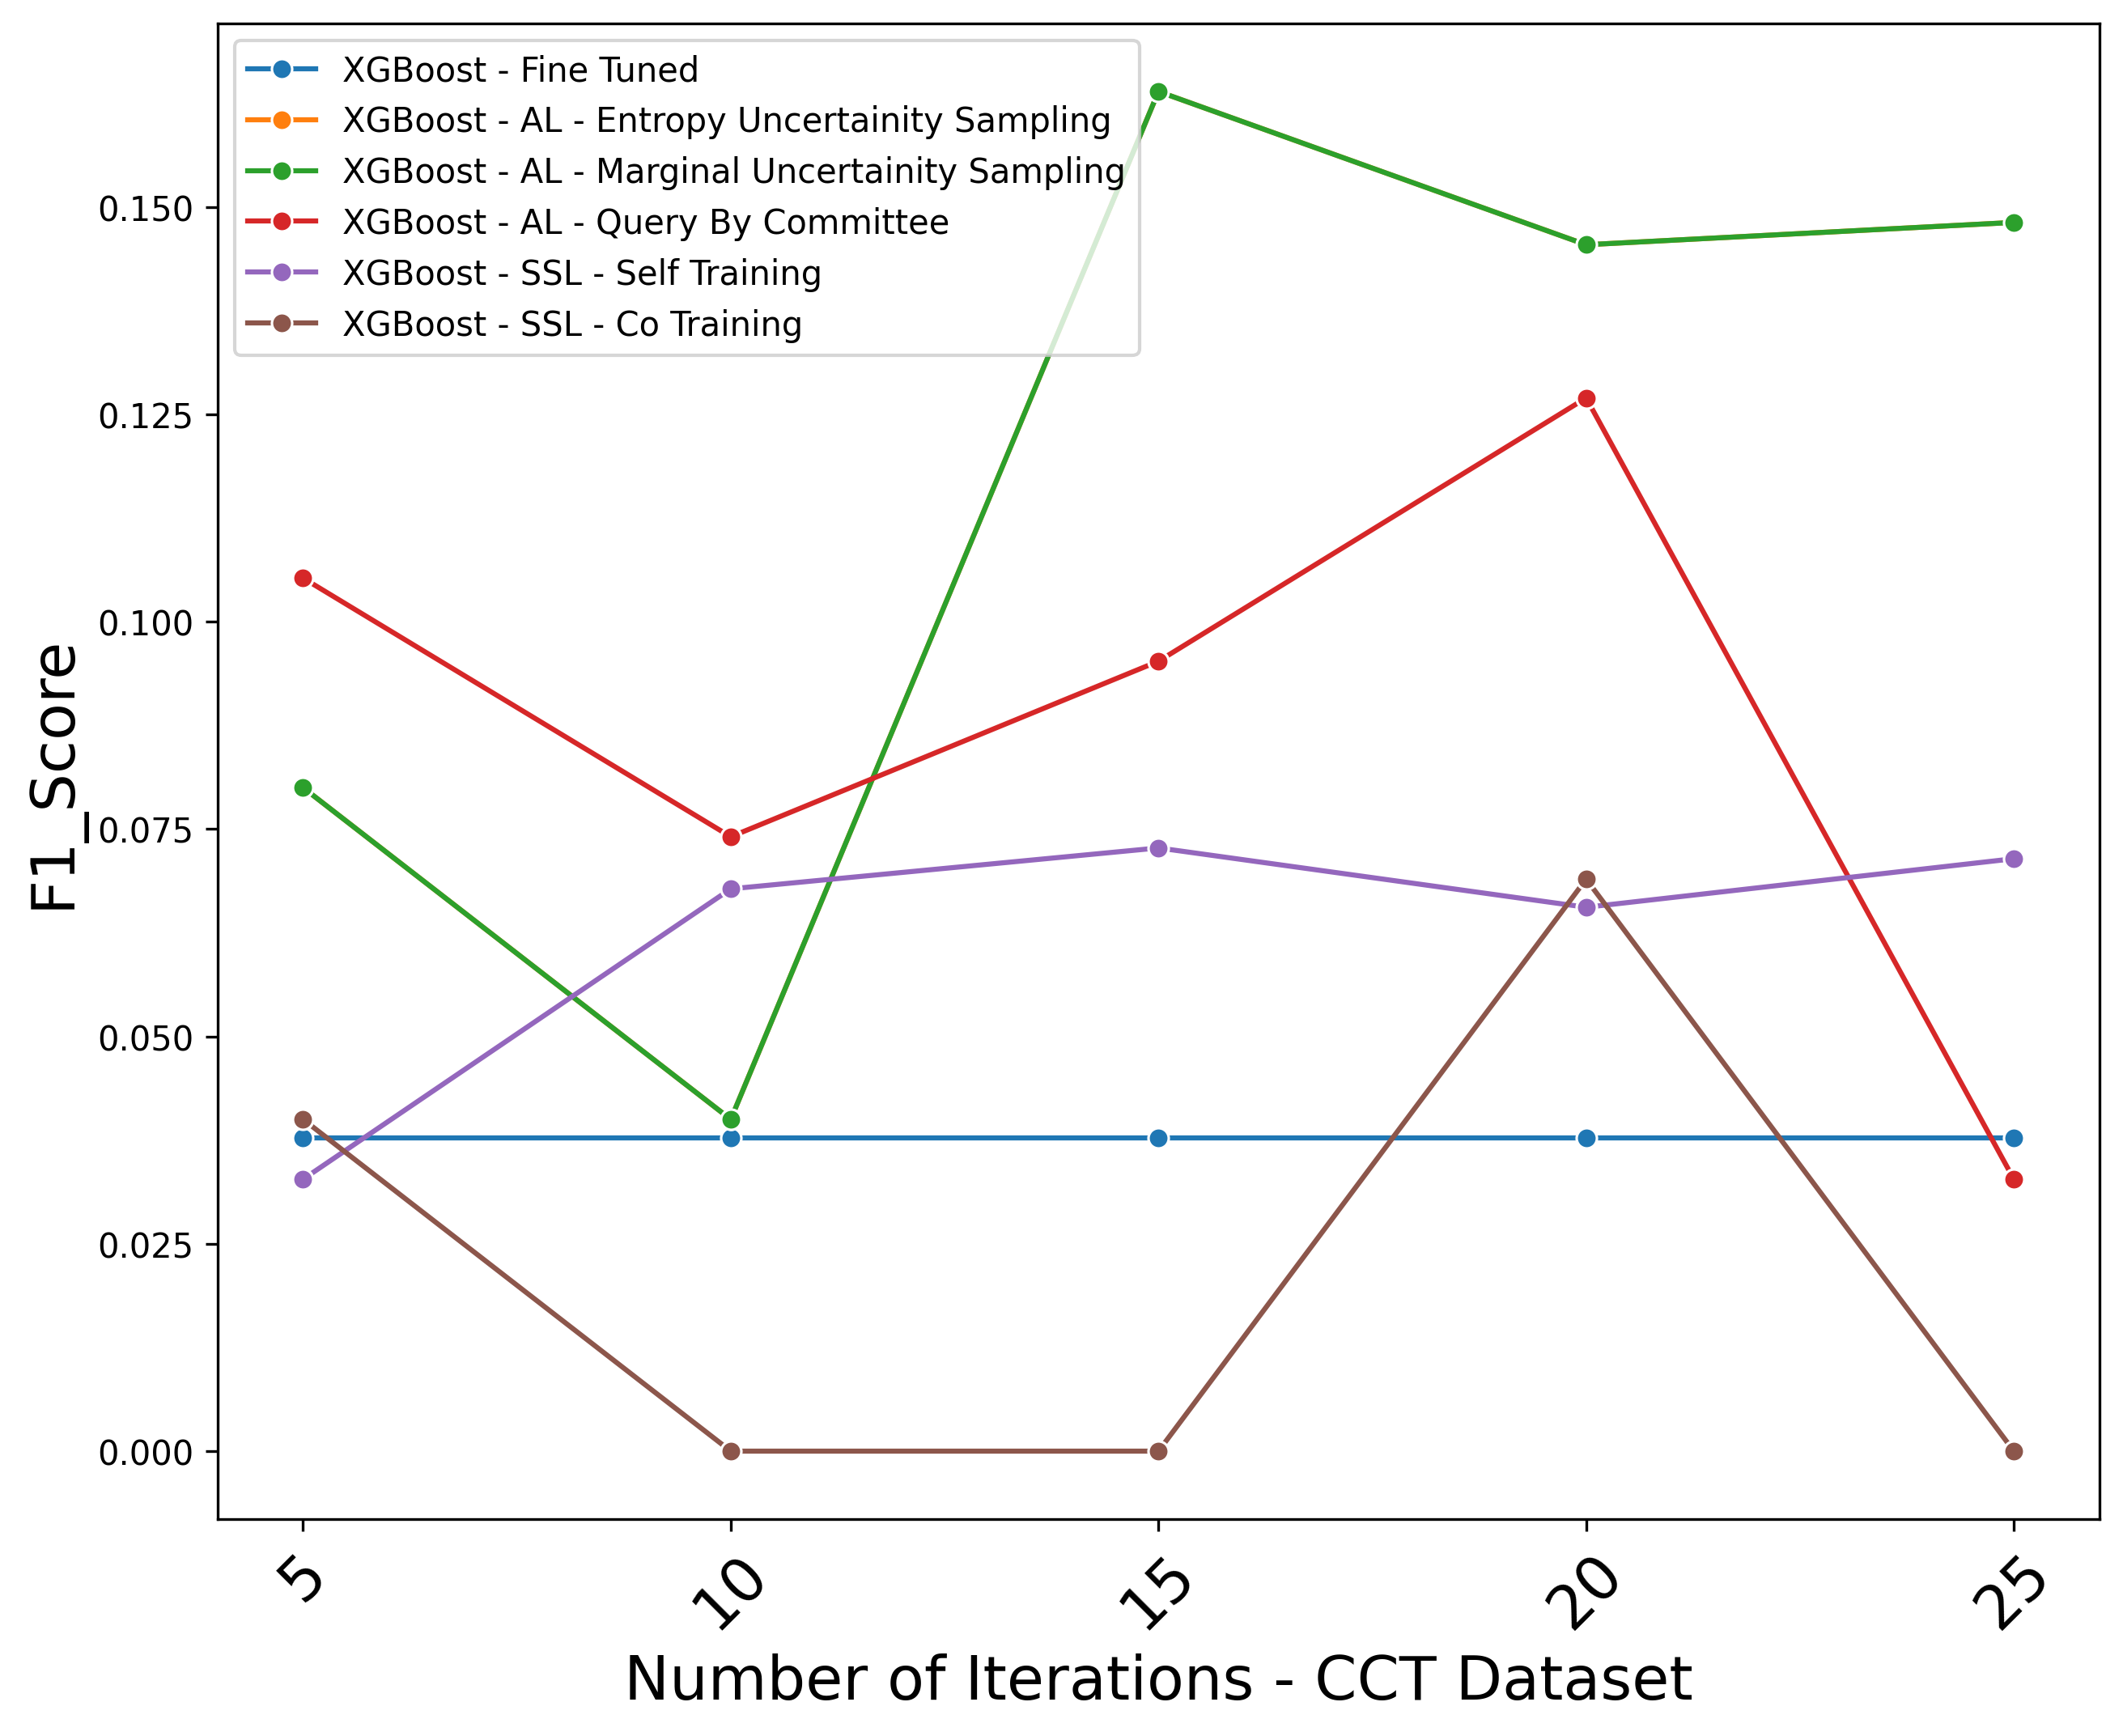 XGBoost - Fine Tuned
XGBoost - AL - Entropy Uncertainity Sampling
XGBoost - AL - Marginal Uncertainity Sampling
XGBoost - AL - Query By Committee
XGBoost - SSL - Self Training
XGBoost - SSL - Co Training
0.150
0.125
0.100
0.075
0.050
0.025
0.000
F1_Score
5
10
15
20
25
Number of Iterations - CCT Dataset